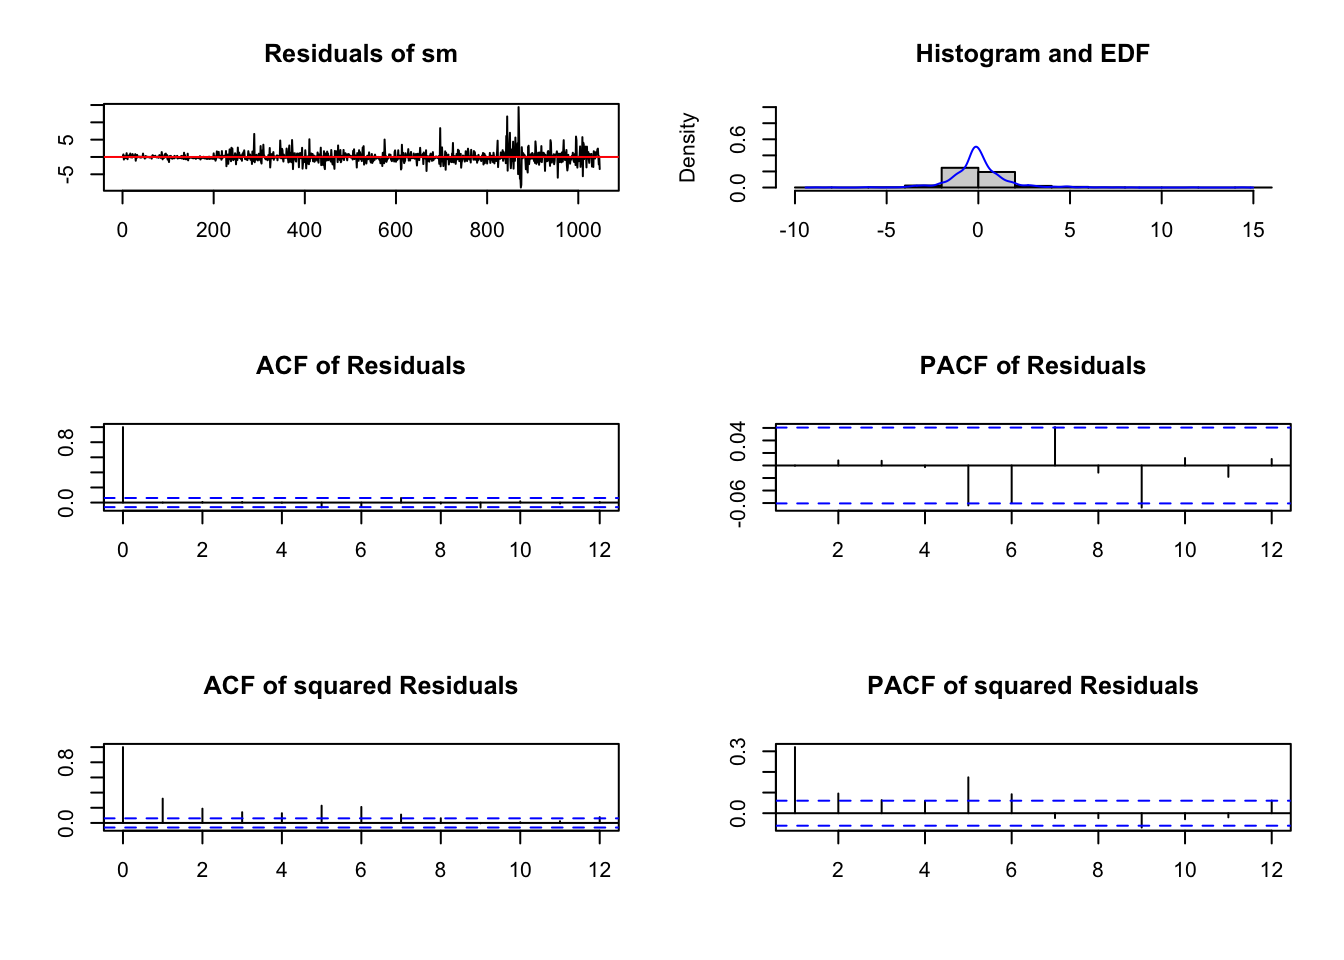 Residuals of sm
5
-5
0 200 400 600 800 1000
Histogram and EDF
Density
0.6
0.0
-10 -5 0 5 10 15
ACF of Residuals
0.8
0.0
0 2 4 6 8 10 12
PACF of Residuals
0.04
-0.06
2 4 6 8 10 12
ACF of squared Residuals
0.8
0.0
0 2 4 6 8 10 12
PACF of squared Residuals
0.3
0.0
2 4 6 8 10 12